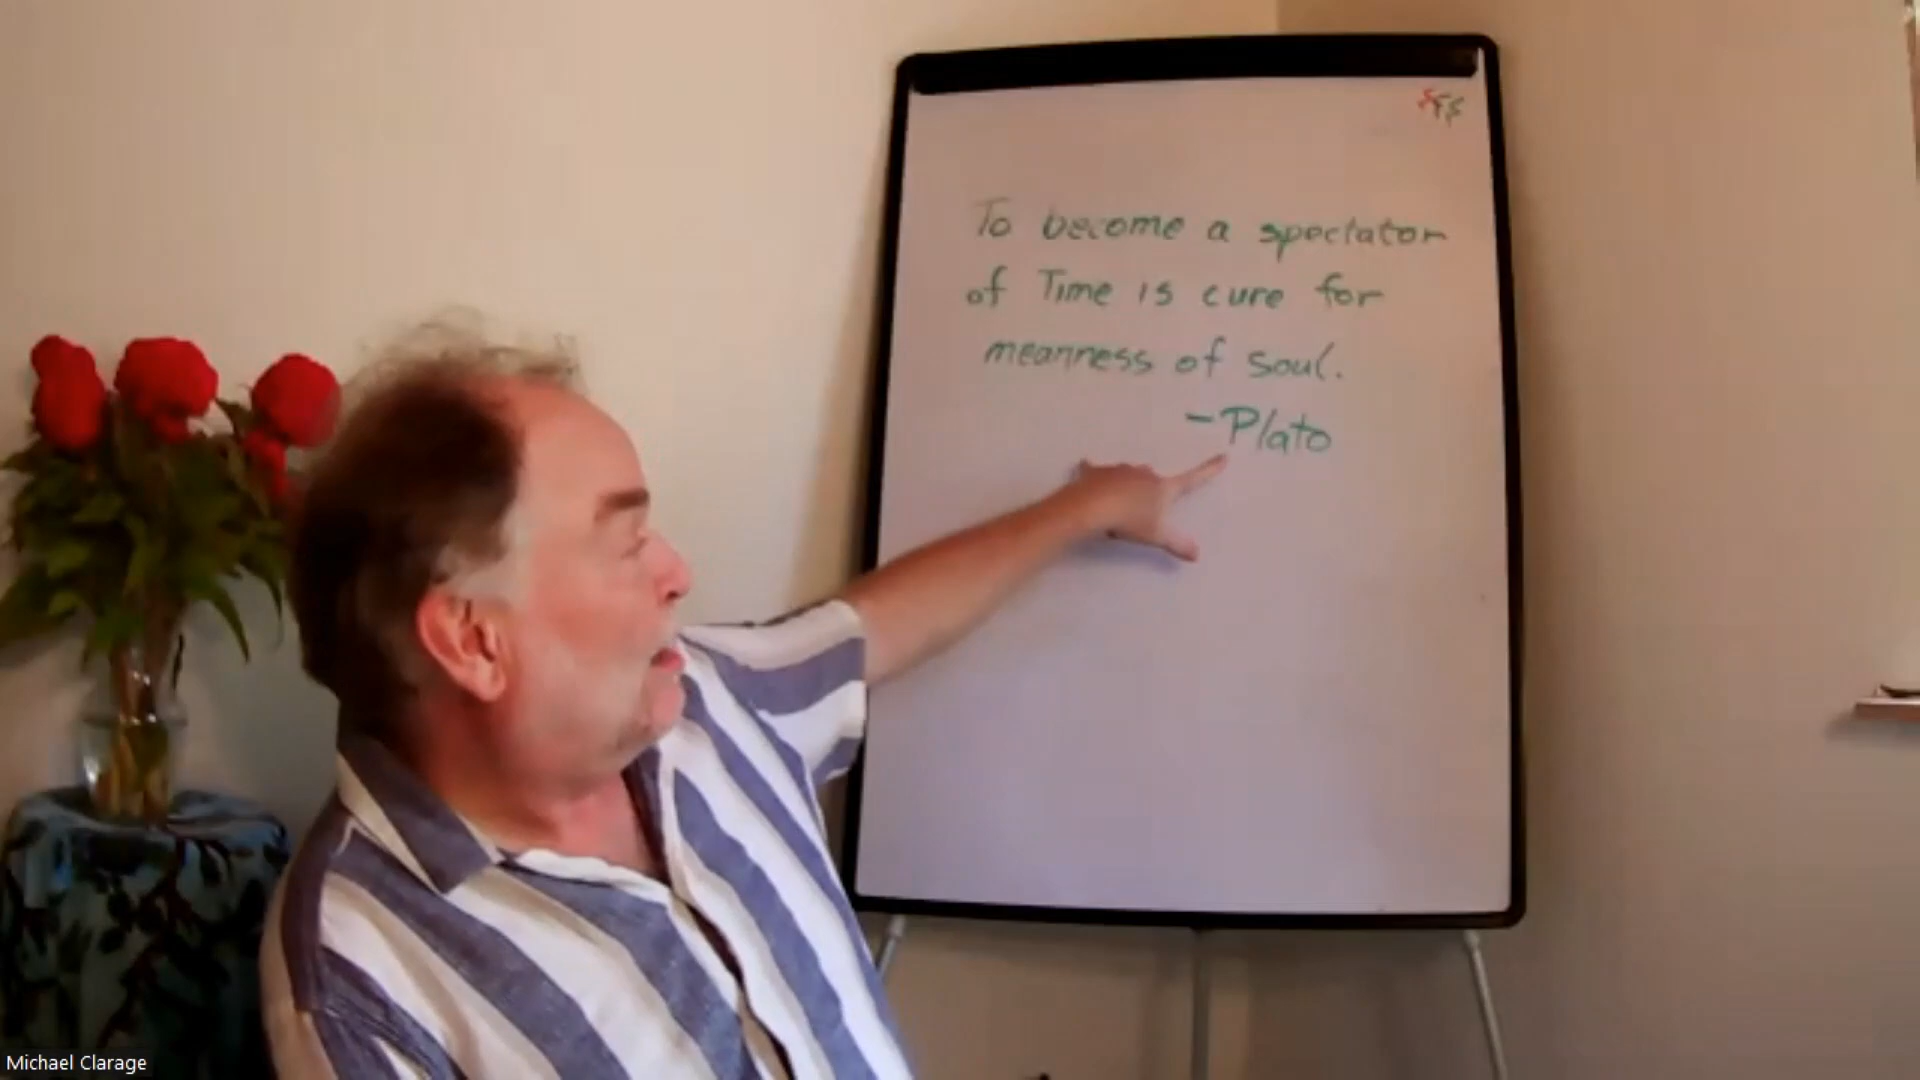 To become a spectator
of Time is cure for
meanness of soul.
- Plato
Michael Clarage